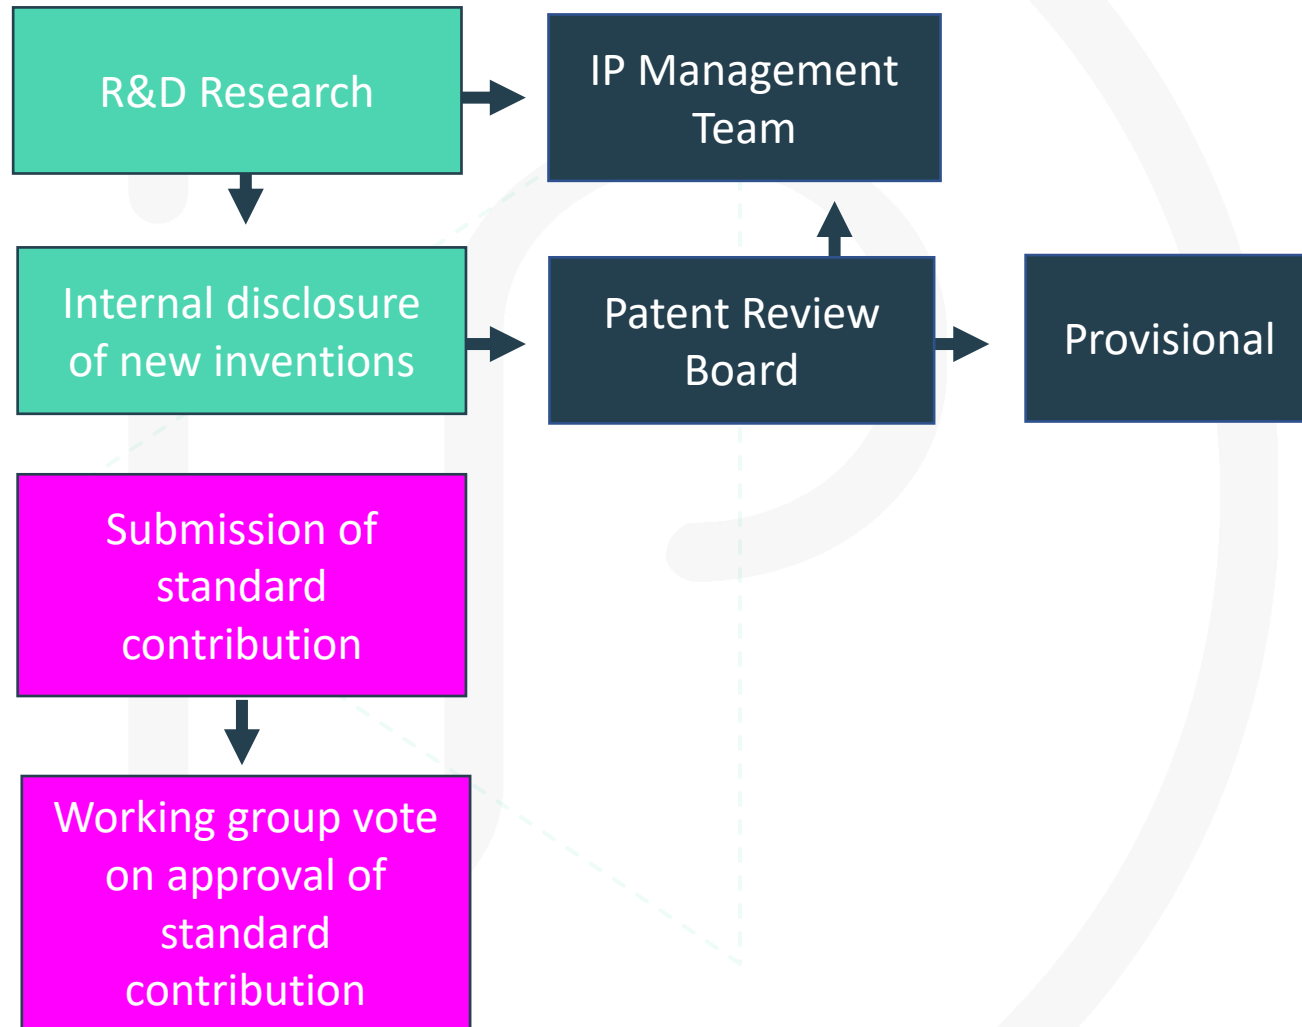 R&D Research
IP Management
Team
Internal disclosure
of new inventions
Patent Review
Board
Provisional
Submission of
standard
contribution
Working group vote
on approval of
standard
contribution